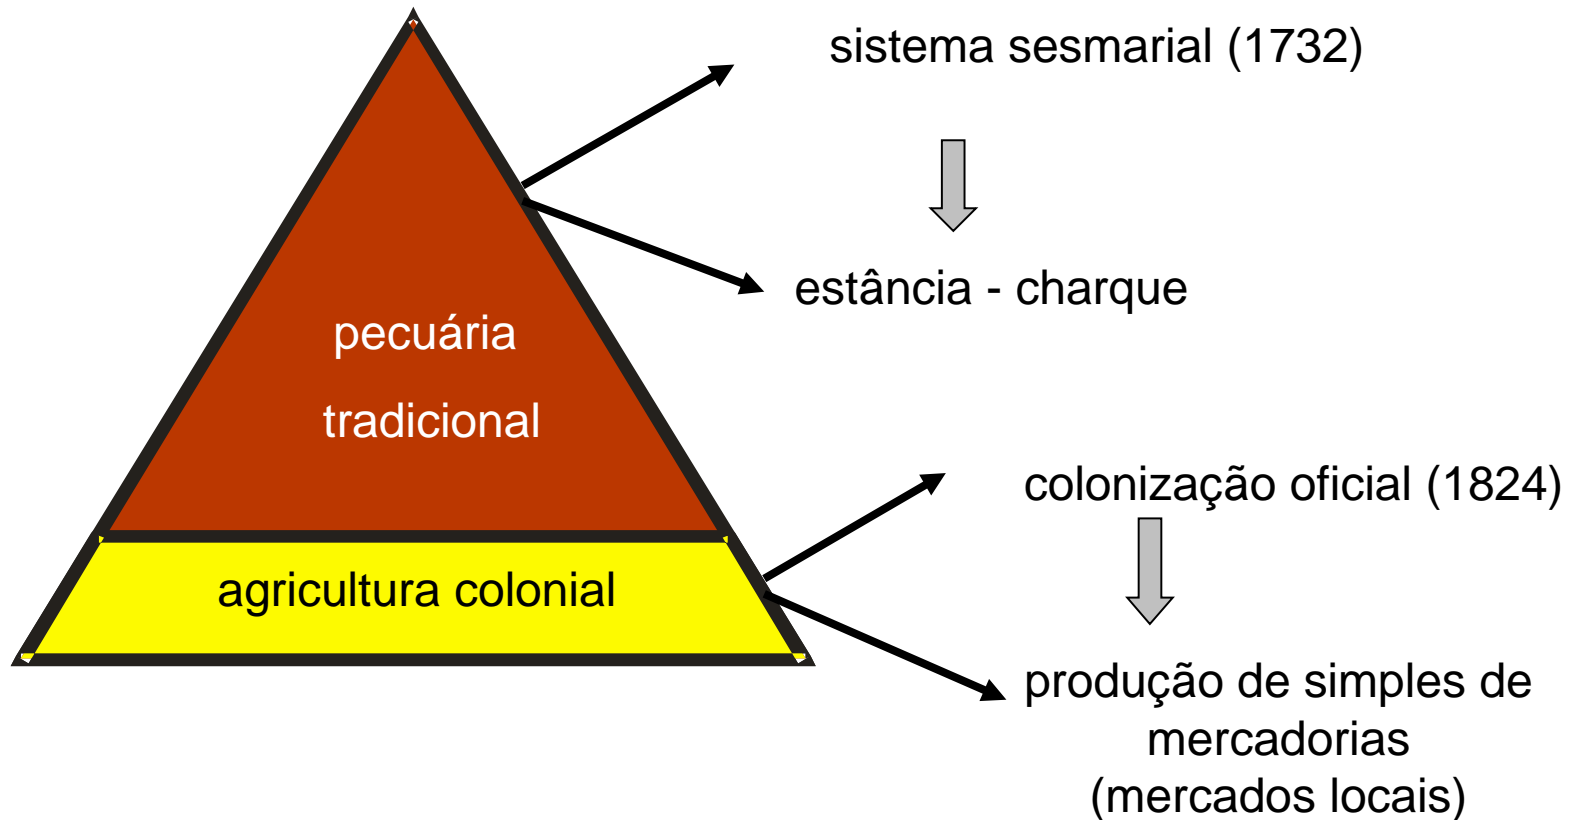 sistema sesmarial (1732)
estância - charque
pecuária
tradicional
colonização oficial (1824)
agricultura colonial
produção de simples de
mercadorias
(mercados locais)